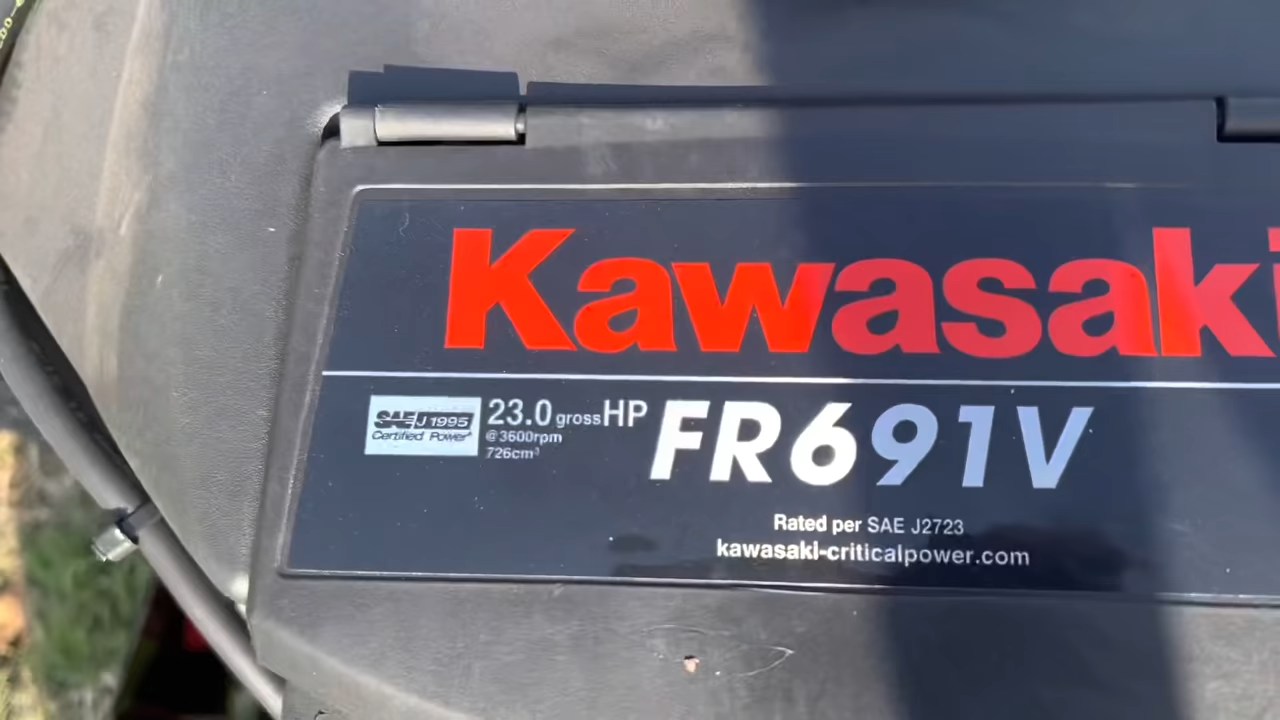 Kawasaki
SAE J1995
Certified Power
23.0 gross HP
@3600rpm
726cm³
FR691V
Rated per SAE J2723
kawasaki-criticalpower.com